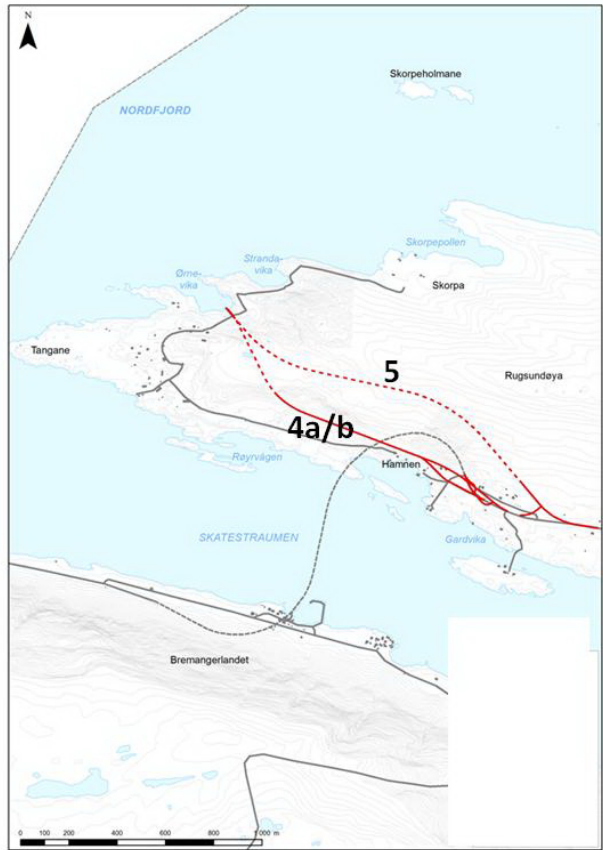 N
Skorpeholmane
NORDFJORD
Skorpepollen
Stranda-
vika
Ørne-
vika
Skorpa
Tangane
5
Rugsundøya
4a/b
Hamnen
Røyrvågen
SKATESTRAUMEN
Gardvika
Bremangerlandet
0 100 200 400 600 800 1 000 m